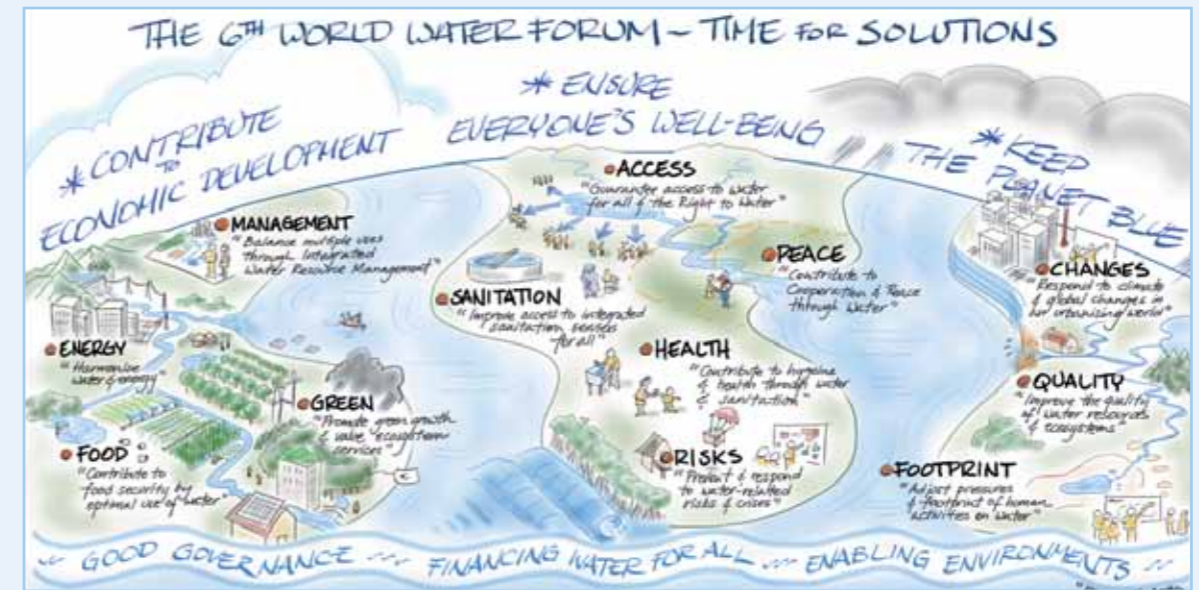 THE 6TH WORLD WATER FORUM ~ TIME for SOLUTIONS
* CONTRIBUTE
TO
ECONOMIC DEVELOPMENT
* ENSURE
EVERYONE'S WELL-BEING
* KEEP
THE PLANET BLUE
MANAGEMENT
"Balance multiple uses
through Integrated
Water Resource Management"
ENERGY
"Harmonise
water & energy"
GREEN
"Promote green growth
& value "ecosystem
services"
FOOD
"Contribute to
food security by
optimal use of water"
ACCESS
"Guarantee access to water
for all & the Right to Water"
PEACE
"Contribute to
Cooperation & Peace
through Water"
SANITATION
"Improve access to integrated
sanitation
for all"
HEALTH
"Contribute to hygiene
& health through water
& sanitation"
RISKS
"Prevent & respond
to water-related
risks & crises"
CHANGES
"Respond to climate
& global changes in
an urbanising world"
QUALITY
"Improve the quality
of water resources
& ecosystems"
FOOTPRINT
"Adjust pressures
& footprint of human
activities on water"
GOOD GOVERNANCE ~~ FINANCING WATER FOR ALL ~~ ENABLING ENVIRONMENTS ~